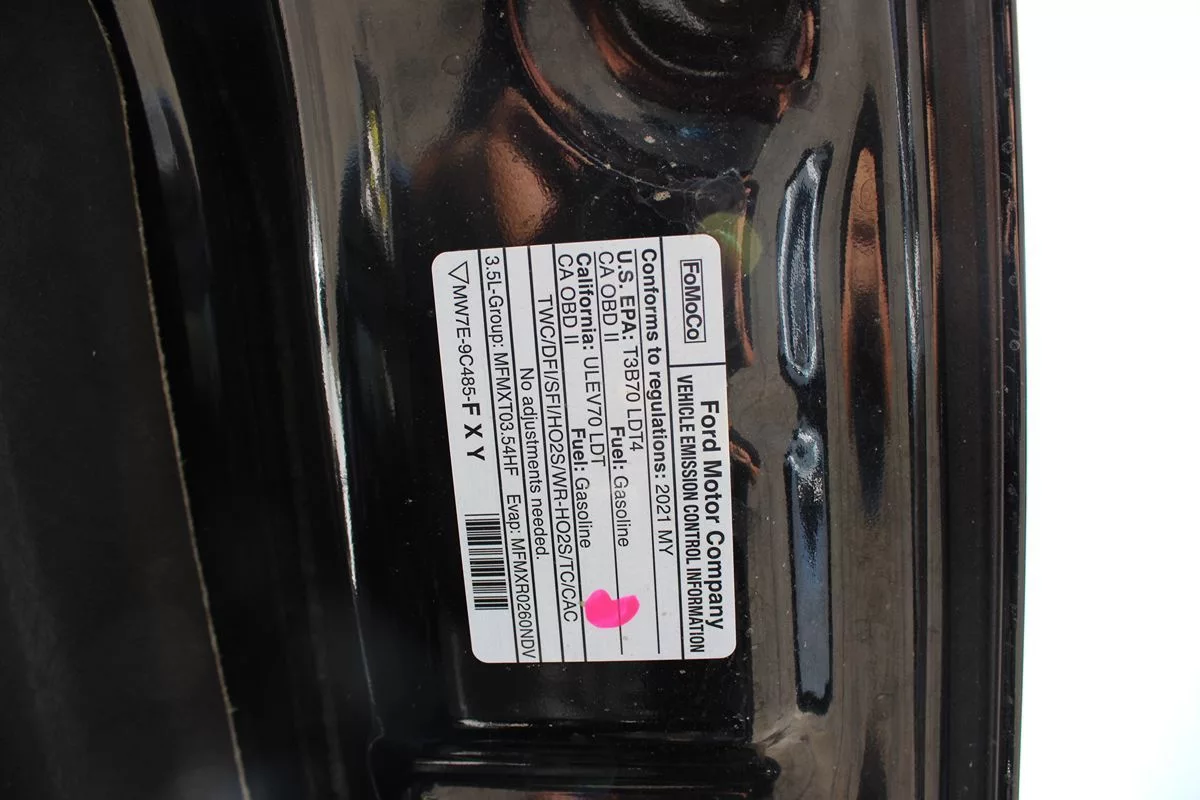 FoMoCo
Ford Motor Company
VEHICLE EMISSION CONTROL INFORMATION
Conforms to regulations: 2021 MY
U.S. EPA: T3B70 LDT4 Fuel: Gasoline
CA OBD II
California: ULEV70 LDT Fuel: Gasoline
CA OBD II
TWC/DFI/SFI/HO2S/WR-HO2S/TC/CAC
No adjustments needed.
3.5L-Group: MFMXT03.54HF Evap: MFMXR0260NDV
MW7E-9C485-F X Y